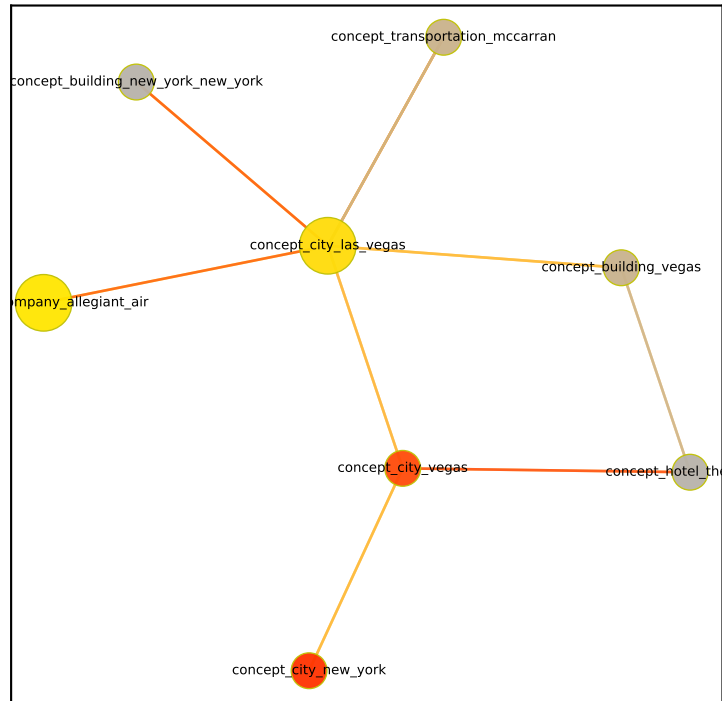 concept_transportation_mccarran
concept_building_new_york_new_york
concept_city_las_vegas
concept_building_vegas
ompany_allegiant_air
concept_city_vegas
concept_hotel_the
concept_city_new_york